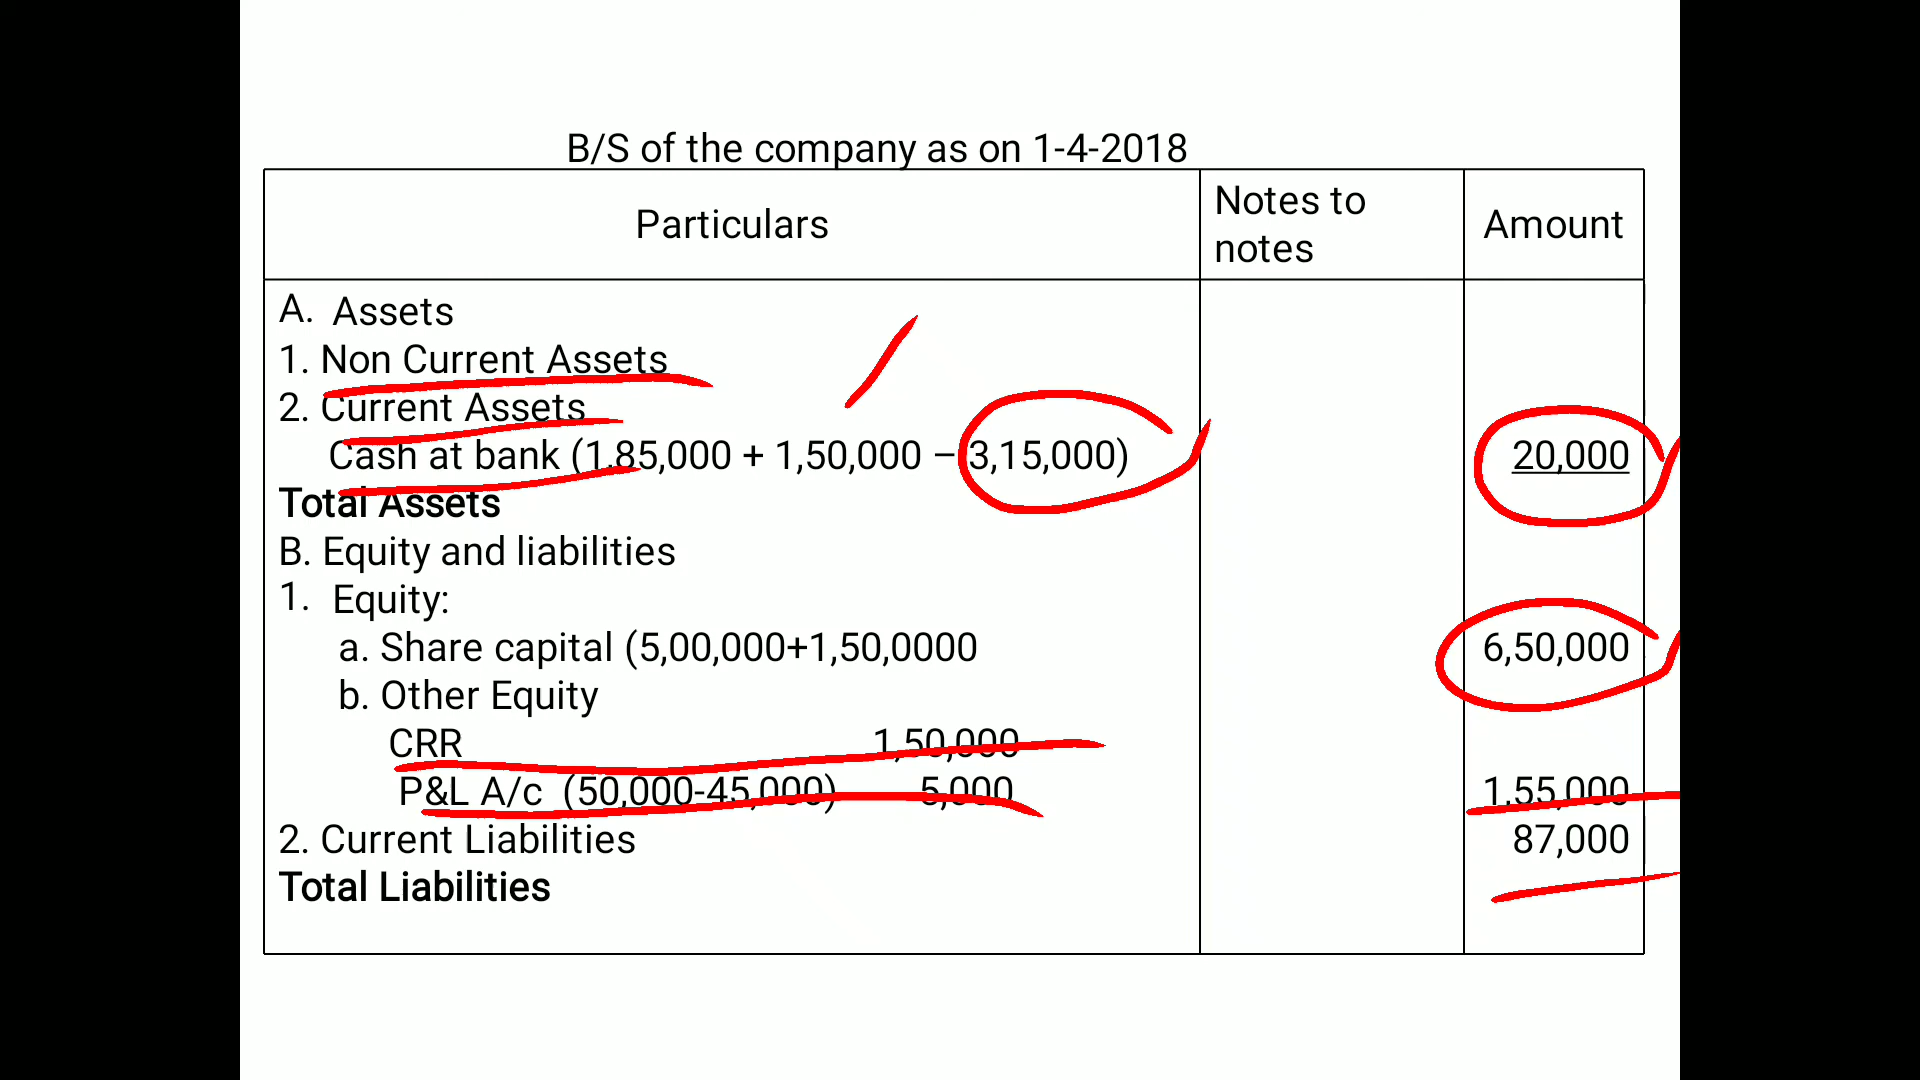 B/S of the company as on 1-4-2018
Particulars
Notes to
notes
Amount
A. Assets
1. Non Current Assets
2. Current Assets
Cash at bank (1,85,000 + 1,50,000 – 3,15,000) 20,000
Total Assets
B. Equity and liabilities
1. Equity:
a. Share capital (5,00,000+1,50,0000 6,50,000
b. Other Equity
CRR 1,50,000
P&L A/c (50,000-45,000) 5,000 1,55,000
2. Current Liabilities 87,000
Total Liabilities